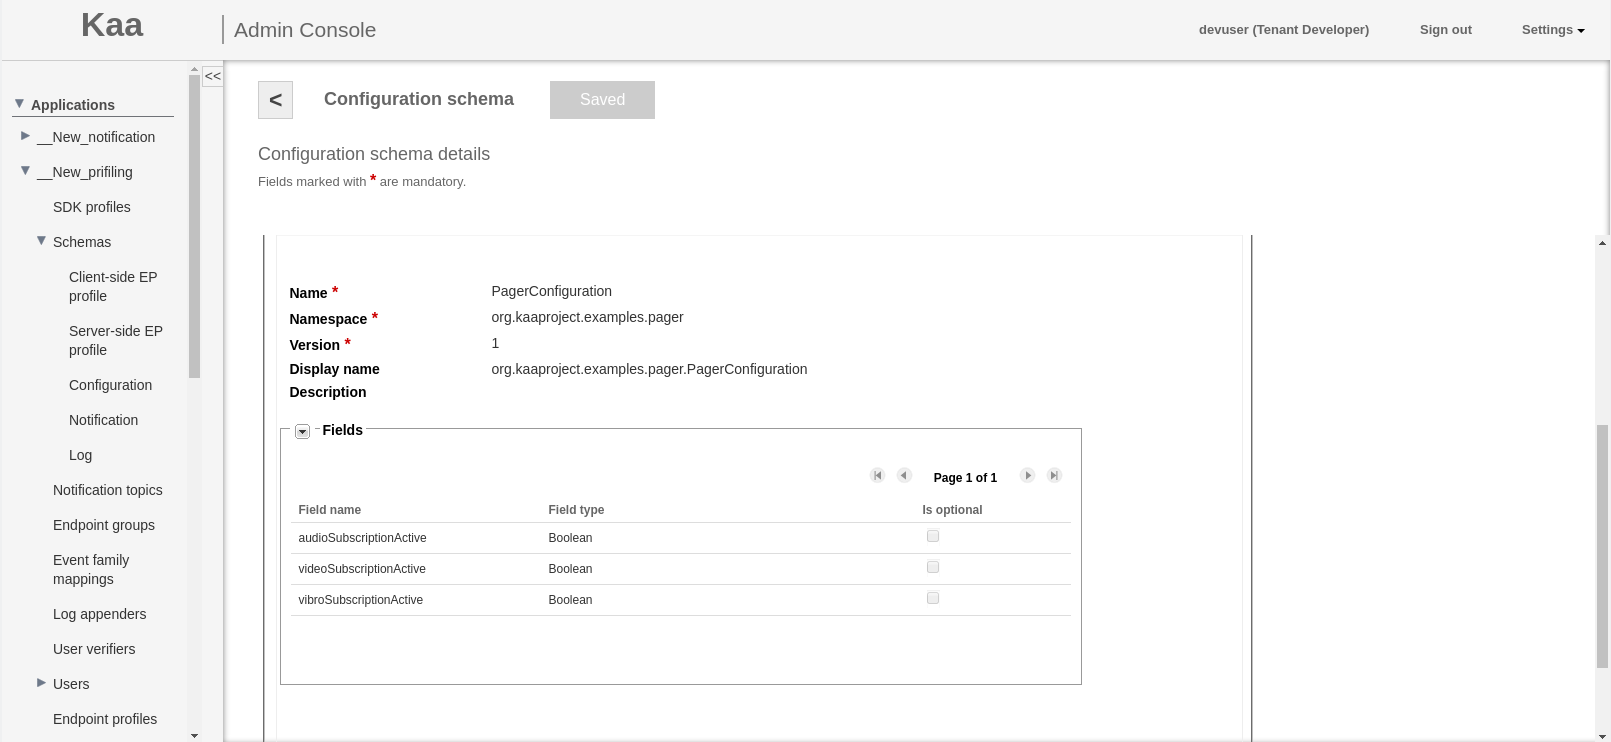 Kaa
Admin Console
devuser (Tenant Developer)
Sign out
Settings
<<
Applications
__New_notification
__New_prifiling
SDK profiles
Schemas
Client-side EP
profile
Server-side EP
profile
Configuration
Notification
Log
Notification topics
Endpoint groups
Event family
mappings
Log appenders
User verifiers
Users
Endpoint profiles
<
Configuration schema
Saved
Configuration schema details
Fields marked with * are mandatory.
Name * PagerConfiguration
Namespace * org.kaaproject.examples.pager
Version * 1
Display name org.kaaproject.examples.pager.PagerConfiguration
Description
Fields
Page 1 of 1
Field name Field type Is optional
audioSubscriptionActive Boolean
videoSubscriptionActive Boolean
vibroSubscriptionActive Boolean